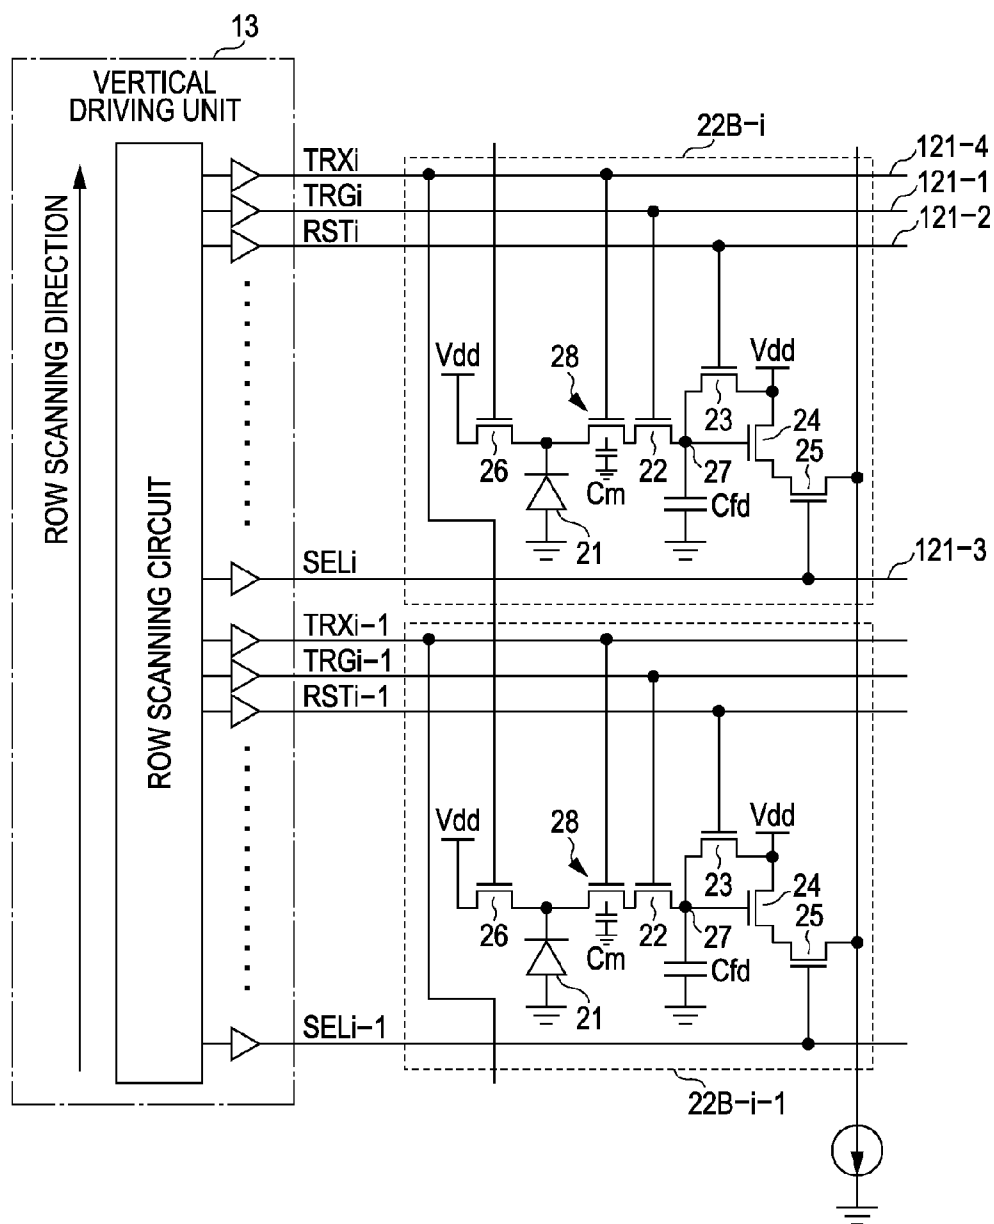 13
VERTICAL
DRIVING UNIT
ROW SCANNING DIRECTION
ROW SCANNING CIRCUIT
22B-i
TRXi
121-4
TRGi
121-1
RSTi
121-2
Vdd
28
Vdd
23
24
26
22
27
25
Cm
Cfd
21
SELi
121-3
TRXi-1
TRGi-1
RSTi-1
Vdd
28
Vdd
23
24
26
22
27
25
Cm
Cfd
21
SELi-1
22B-i-1